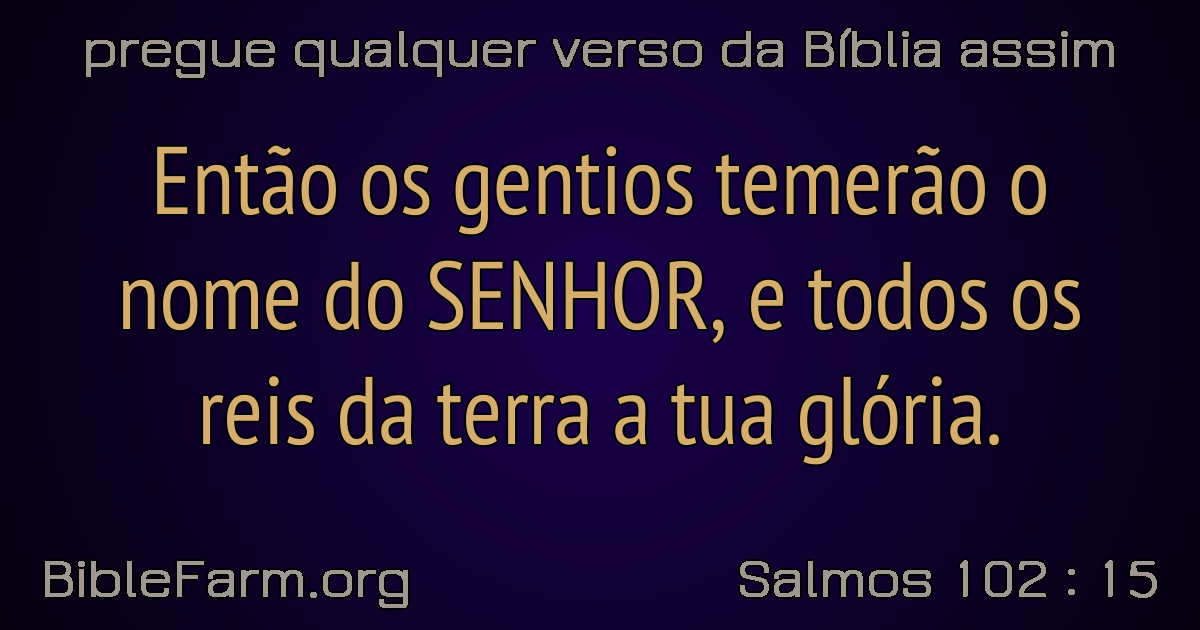 pregue qualquer verso da Bíblia assim
Então os gentios temerão o
nome do SENHOR, e todos os
reis da terra a tua glória.
BibleFarm.org
Salmos 102 : 15